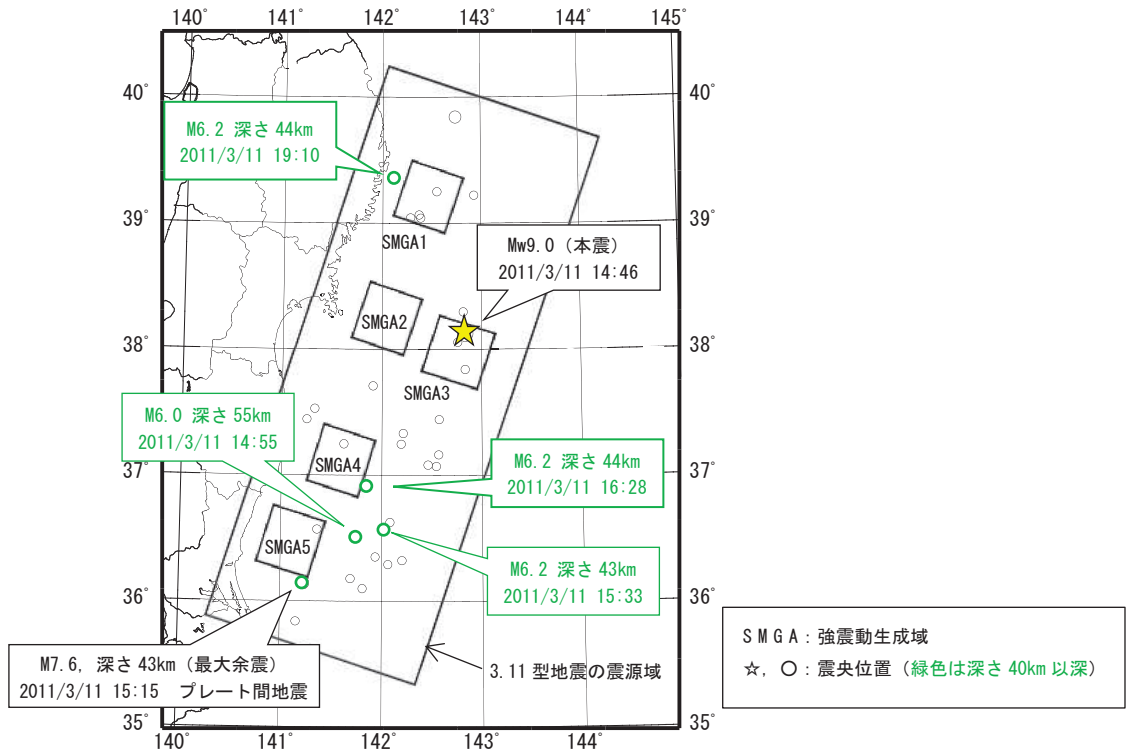 140° 141° 142° 143° 144° 145°
40° 40°
M6.2 深さ 44km
2011/3/11 19:10
39° 39°
SMGA1
Mw9.0（本震）
2011/3/11 14:46
SMGA2
38° 38°
SMGA3
M6.0 深さ 55km
2011/3/11 14:55
SMGA4
M6.2 深さ 44km
2011/3/11 16:28
37° 37°
SMGA5
M6.2 深さ 43km
2011/3/11 15:33
36° 36°
M7.6, 深さ 43km（最大余震）
2011/3/11 15:15 プレート間地震
3.11 型地震の震源域
35° 35°
140° 141° 142° 143° 144°
SMGA：強震動生成域
☆, ○：震央位置（緑色は深さ 40km 以深）